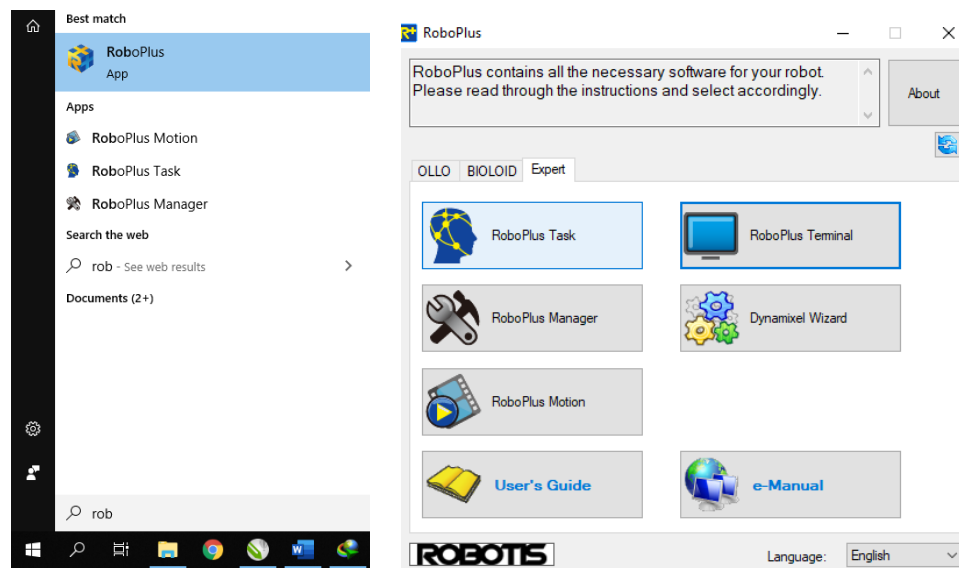 Best match
RoboPlus
App
Apps
RoboPlus Motion
RoboPlus Task
RoboPlus Manager
Search the web
rob - See web results
Documents (2+)
rob
RoboPlus
RoboPlus contains all the necessary software for your robot.
Please read through the instructions and select accordingly.
About
OLLO BIOLOID Expert
RoboPlus Task
RoboPlus Terminal
RoboPlus Manager
Dynamixel Wizard
RoboPlus Motion
User's Guide
e-Manual
ROBOTIS
Language: English